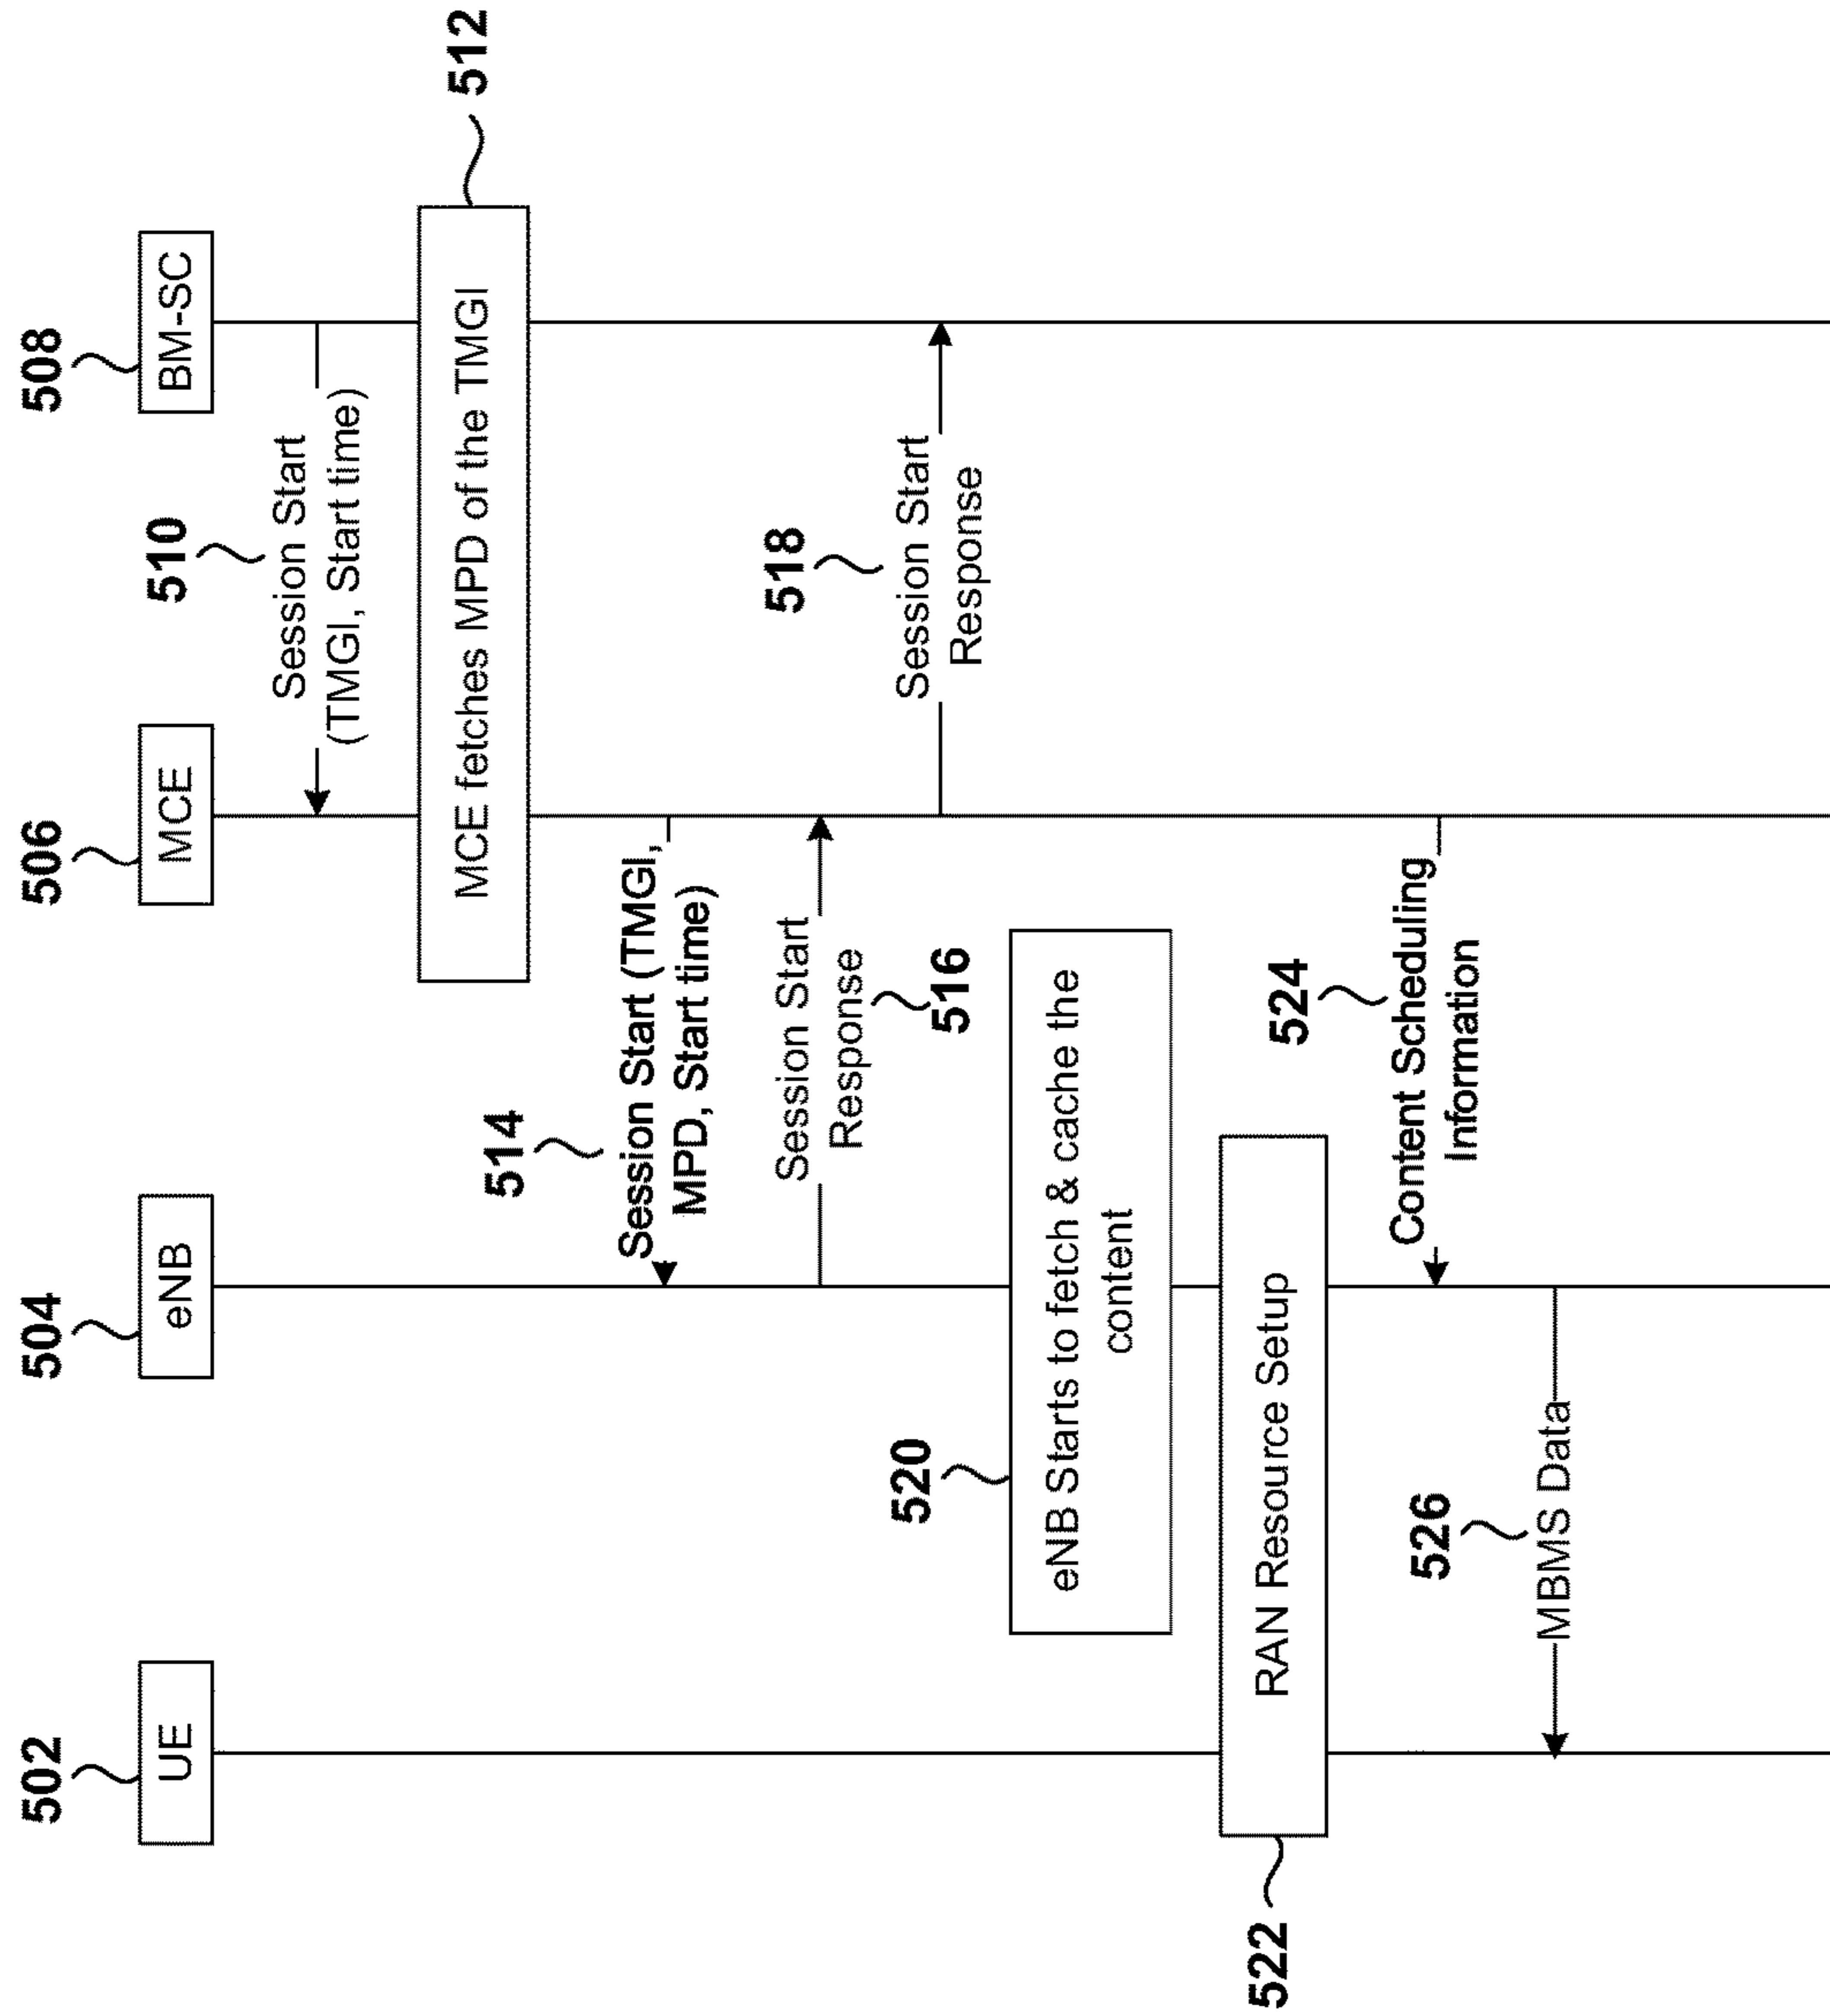 502
504
506
508
UE
eNB
MCE
BM-SC
510
Session Start
(TMGI, Start time)
MCE fetches MPD of the TMGI
512
514
Session Start (TMGI,
MPD, Start time)
Session Start
Response
516
518
Session Start
Response
520
eNB Starts to fetch & cache the
content
RAN Resource Setup
522
524
Content Scheduling
Information
526
MBMS Data